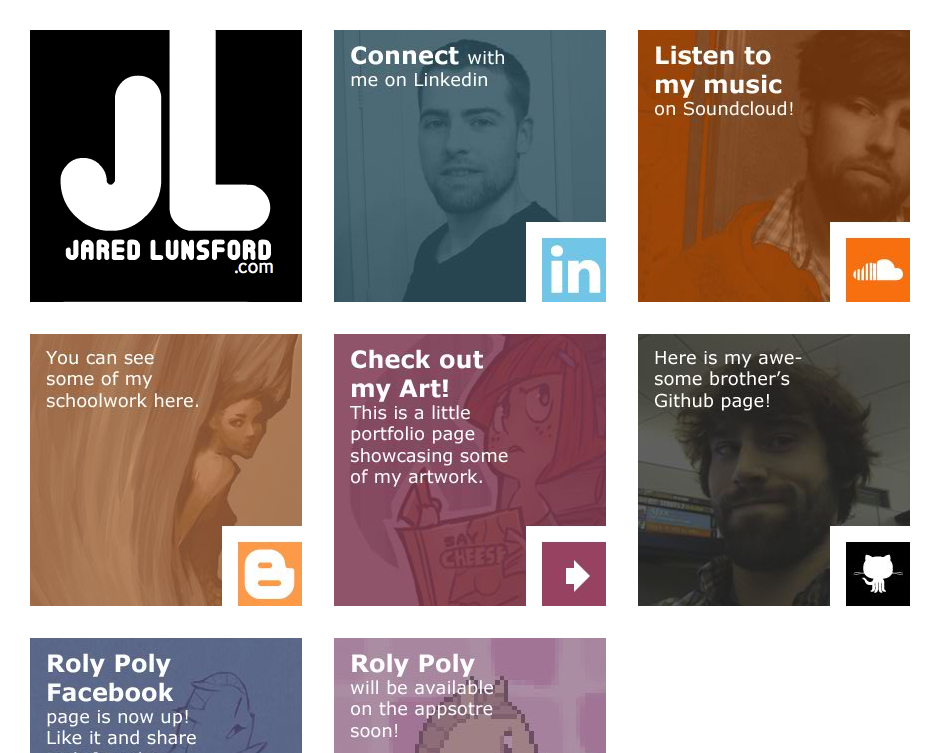 JL
JARED LUNSFORD
.com
Connect with
me on Linkedin
in
Listen to
my music
on Soundcloud!
You can see
some of my
schoolwork here.
Check out
my Art!
This is a little
portfolio page
showcasing some
of my artwork.
SAY
CHEESE
Here is my awe-
some brother’s
Github page!
Roly Poly
Facebook
page is now up!
Like it and share
Roly Poly
will be available
on the appsotre
soon!